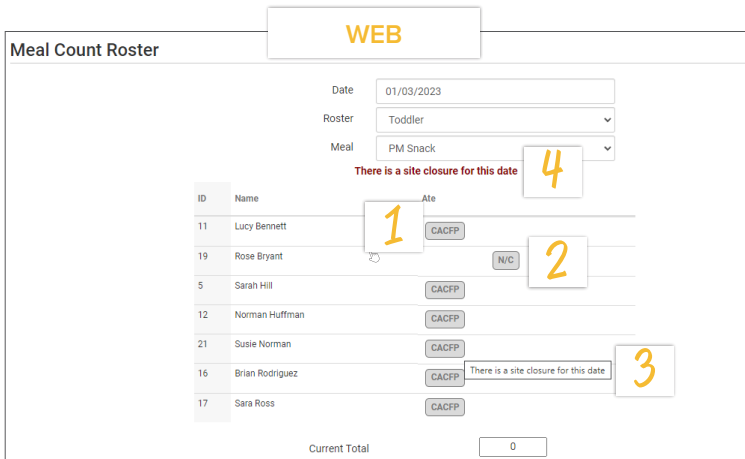 WEB
Meal Count Roster
Date 01/03/2023
Roster Toddler
Meal PM Snack
There is a site closure for this date 4
ID Name Ate
11 Lucy Bennett 1 CACFP
19 Rose Bryant N/C 2
5 Sarah Hill CACFP
12 Norman Huffman CACFP
21 Susie Norman CACFP
16 Brian Rodriguez CACFP There is a site closure for this date 3
17 Sara Ross CACFP
Current Total 0